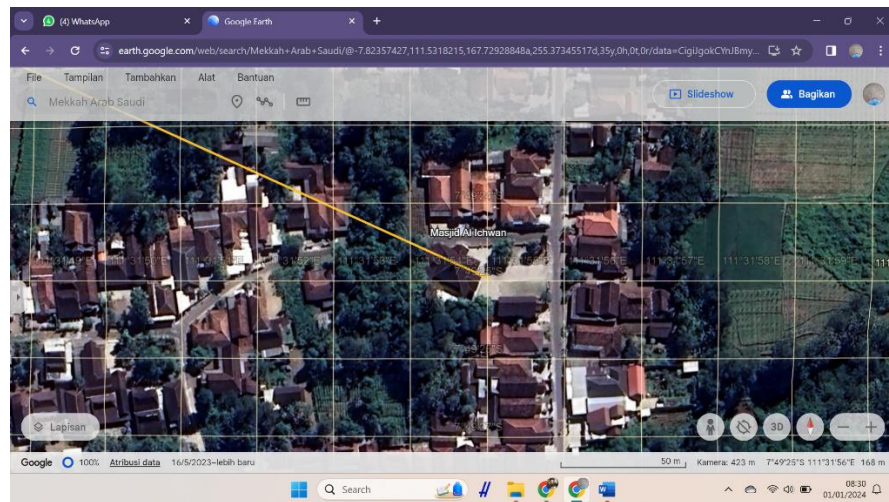 (4) WhatsApp
Google Earth
earth.google.com/web/search/Mekkah+Arab+Saudi/@-7.82357427,111.5318215,167.72928848a,255.37345517d,35y,0h,0t,0r/data=CigiJgokCYnJBmy...
File Tampilan Tambahkan Alat Bantuan
Mekkah Arab Saudi
Slideshow
Bagikan
Masjid Al Ichwan
111°31'57"E 111°31'58"E
Lapisan
3D
50 m
Google 100% Atribusi data 16/5/2023–lebih baru Kamera: 423 m 7°49'25"S 111°31'56"E 168 m
Search
08:30
01/01/2024